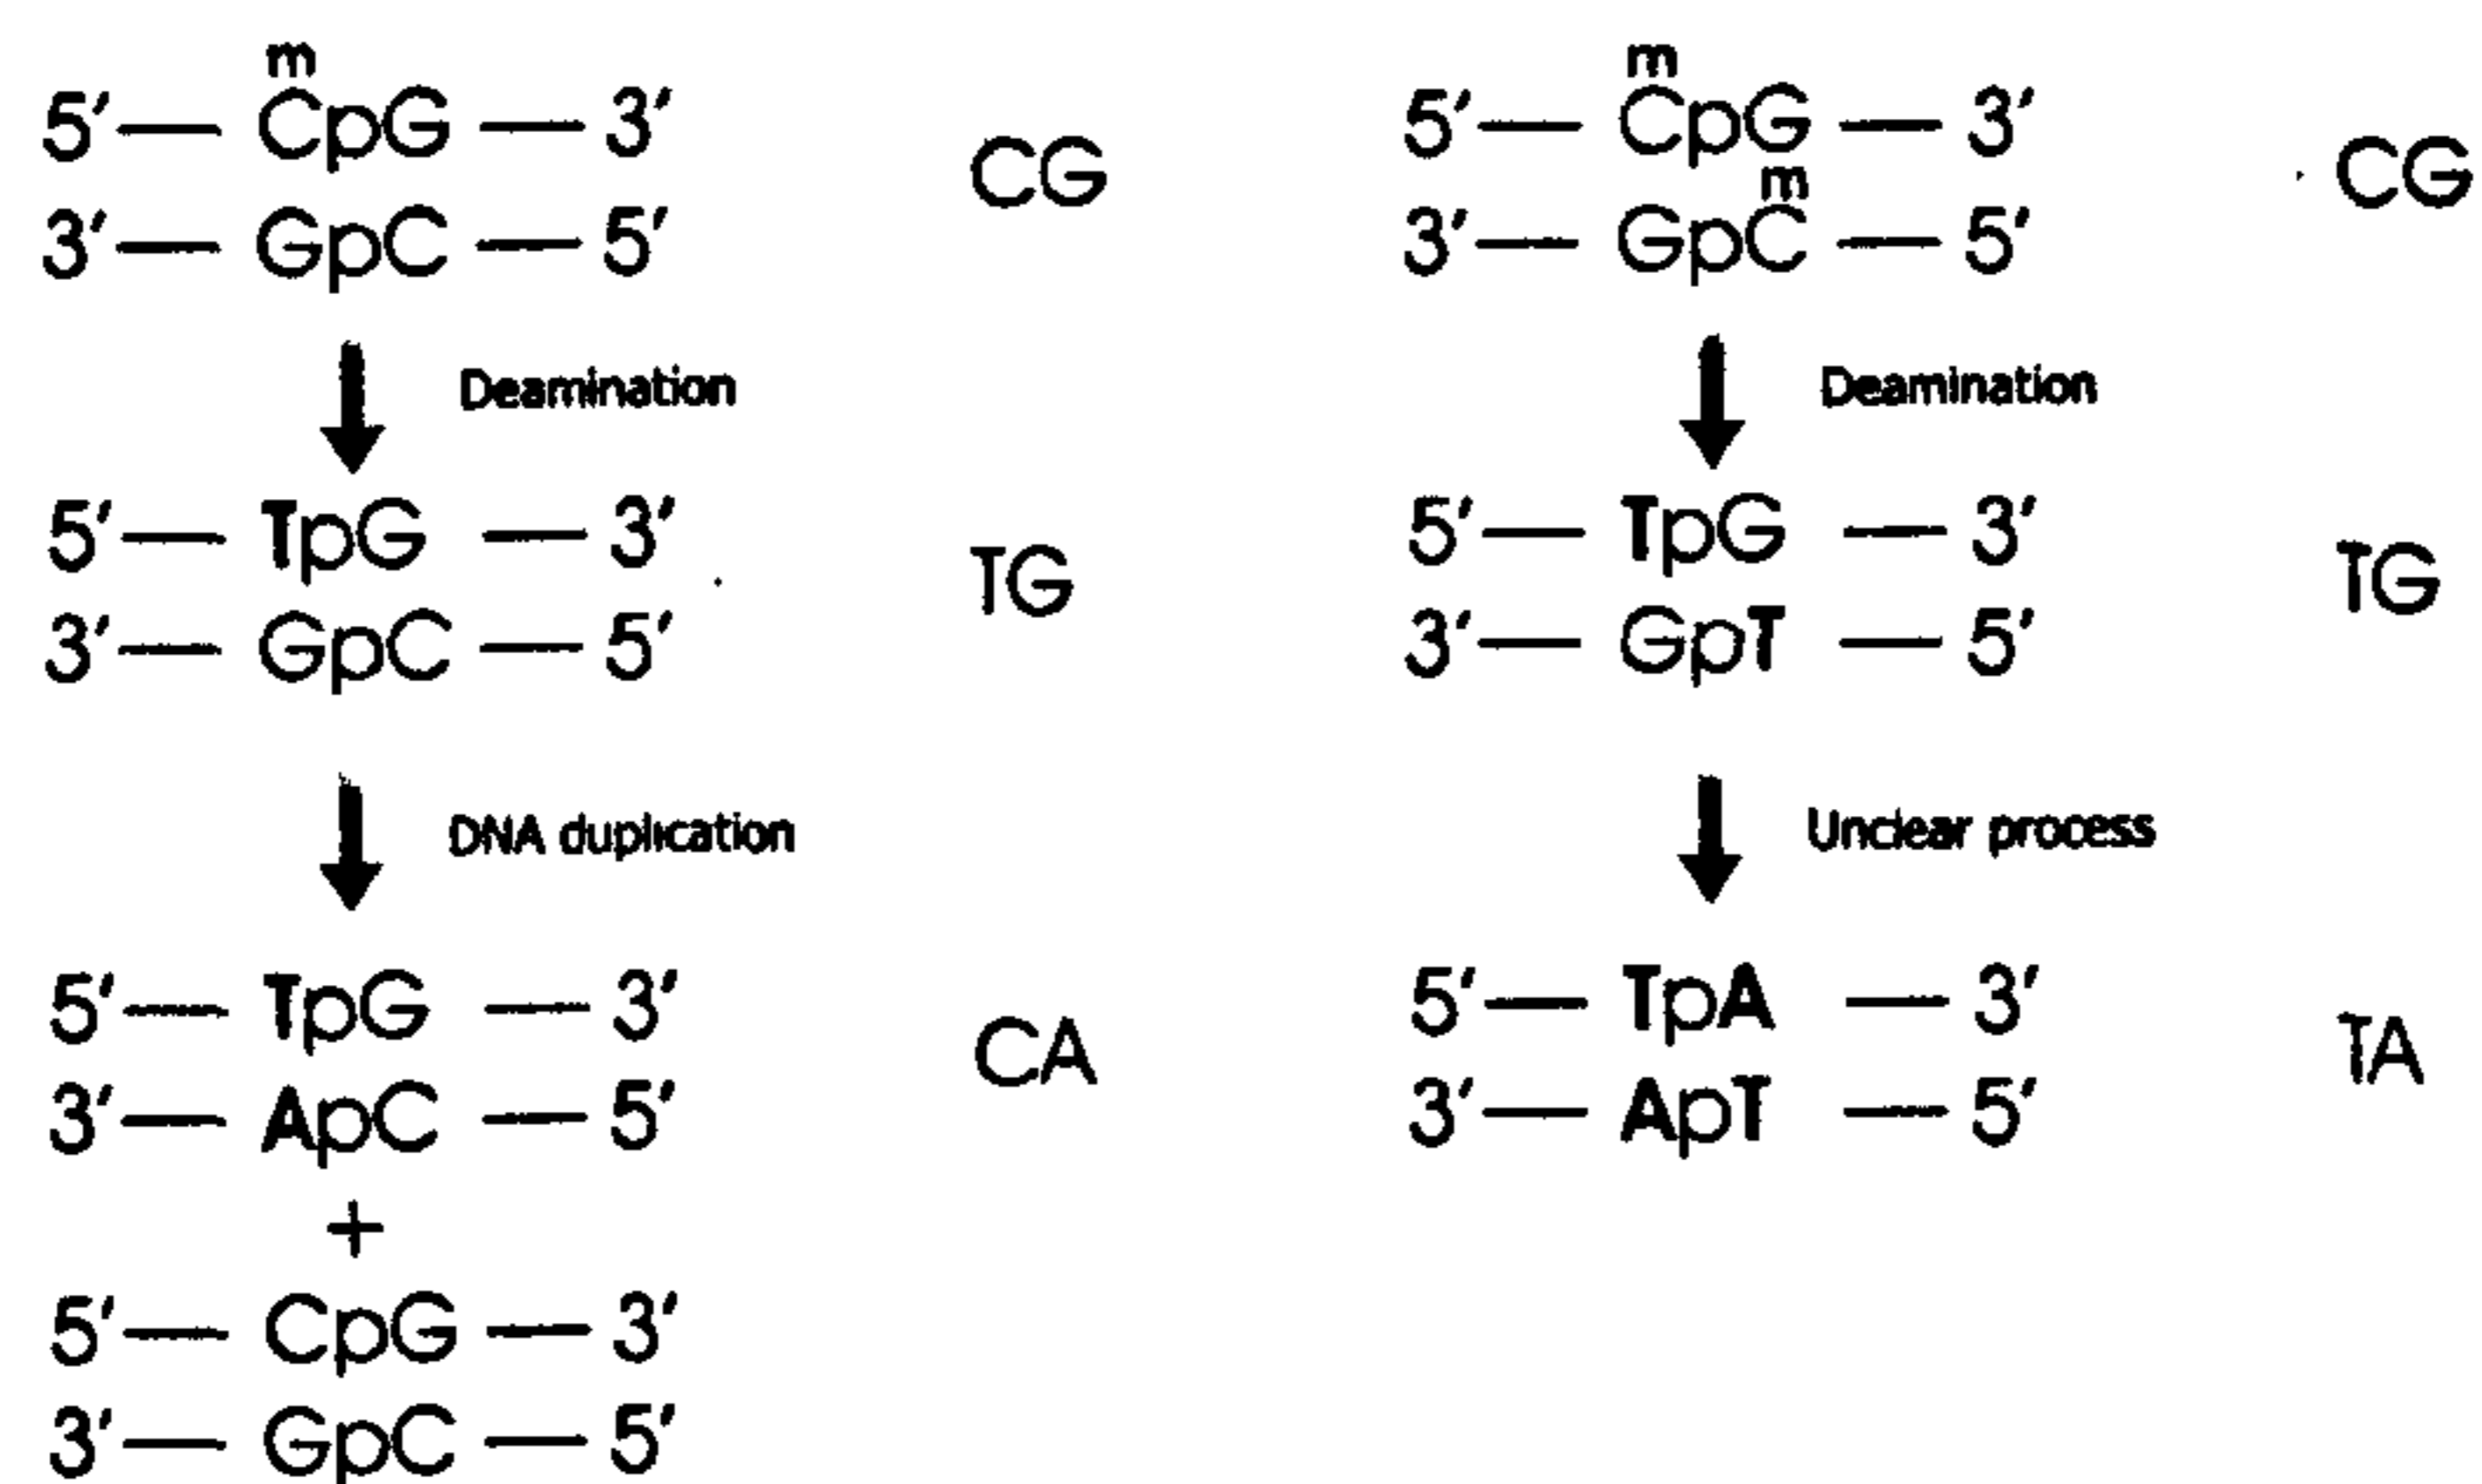 m
5′ — CpG — 3′
3′ — GpC — 5′
CG
Deamination
5′ — TpG — 3′
3′ — GpC — 5′
TG
DNA duplication
5′ — TpG — 3′
3′ — ApC — 5′
CA
+
5′ — CpG — 3′
3′ — GpC — 5′
m
5′ — CpG — 3′
m
3′ — GpC — 5′
CG
Deamination
5′ — TpG — 3′
3′ — GpT — 5′
TG
Unclear process
5′ — TpA — 3′
3′ — ApT — 5′
TA